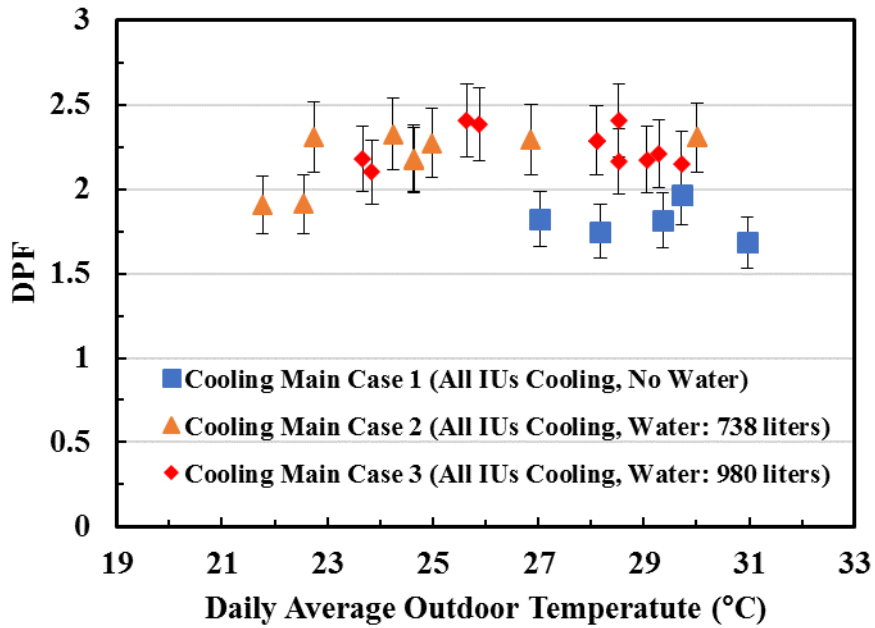 3
2.5
2
1.5
1
0.5
0
DPF
Cooling Main Case 1 (All IUs Cooling, No Water)
Cooling Main Case 2 (All IUs Cooling, Water: 738 liters)
Cooling Main Case 3 (All IUs Cooling, Water: 980 liters)
19 21 23 25 27 29 31 33
Daily Average Outdoor Temperatute (°C)